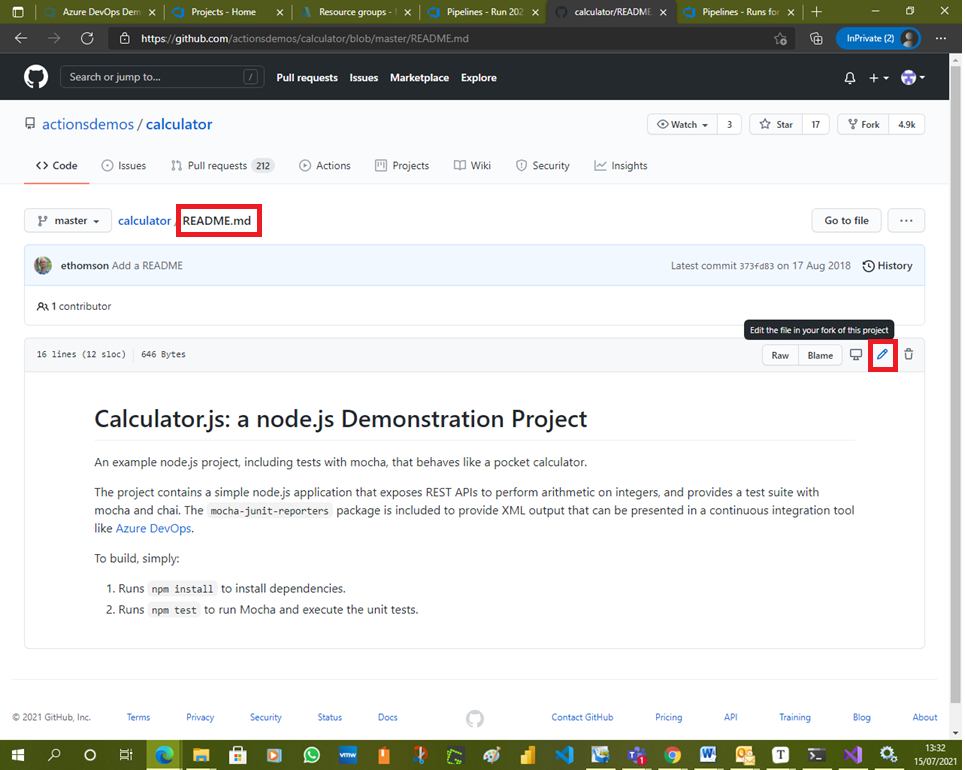 Azure DevOps Dem
Projects - Home
Resource groups -
Pipelines - Run 202
calculator/README.
Pipelines - Runs for
https://github.com/actionsdemos/calculator/blob/master/README.md
InPrivate (2)
Search or jump to...
/
Pull requests
Issues
Marketplace
Explore
actionsdemos / calculator
Watch
3
Star
17
Fork
4.9k
Code
Issues
Pull requests 212
Actions
Projects
Wiki
Security
Insights
master
calculator / README.md
Go to file
ethomson Add a README
Latest commit 373fd83 on 17 Aug 2018
History
1 contributor
Edit the file in your fork of this project
16 lines (12 sloc)
646 Bytes
Raw
Blame
Calculator.js: a node.js Demonstration Project
An example node.js project, including tests with mocha, that behaves like a pocket calculator.
The project contains a simple node.js application that exposes REST APIs to perform arithmetic on integers, and provides a test suite with
mocha and chai. The mocha-junit-reporters package is included to provide XML output that can be presented in a continuous integration tool
like Azure DevOps.
To build, simply:
1. Runs npm install to install dependencies.
2. Runs npm test to run Mocha and execute the unit tests.
© 2021 GitHub, Inc.
Terms
Privacy
Security
Status
Docs
Contact GitHub
Pricing
API
Training
Blog
About
vmw
13:32
15/07/2021